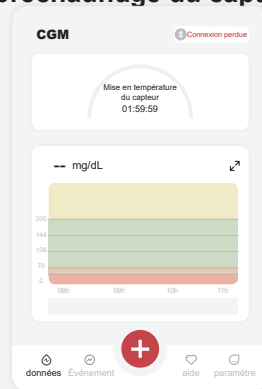 CGM
Connexion perdue
Mise en température
du capteur
01:59:59
-- mg/dL
200
144
108
70
0
08h 09h 10h 11h
données Événement aide paramètre